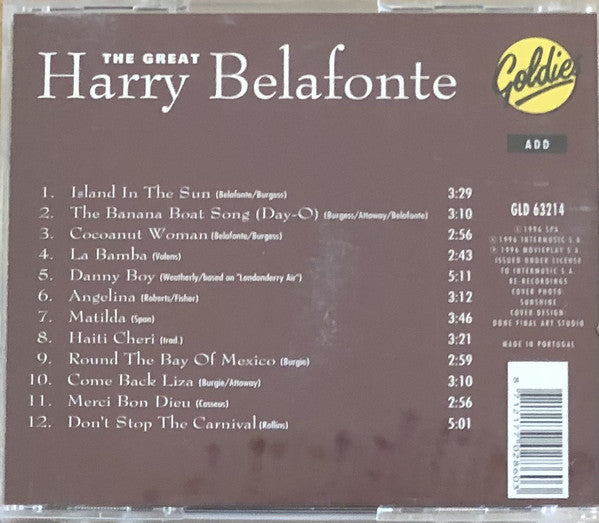 THE GREAT
Harry Belafonte
Goldies
ADD
1. Island In The Sun (Belafonte/Burgess) 3:29
2. The Banana Boat Song (Day-O) (Burgess/Attaway/Belafonte) 3:10
3. Cocoanut Woman (Belafonte/Burgess) 2:56
4. La Bamba (Valens) 2:43
5. Danny Boy (Weatherly/based on "Londonderry Air") 5:11
6. Angelina (Roberts/Fisher) 3:12
7. Matilda (Span) 3:46
8. Haiti Cheri (trad.) 3:21
9. Round The Bay Of Mexico (Burgie) 2:59
10. Come Back Liza (Burgie/Attaway) 3:10
11. Merci Bon Dieu (Casseus) 2:56
12. Don't Stop The Carnival (Rollins) 5:01
GLD 63214
© 1996 SPA
© 1996 INTERMUSIC S.A.
℗ 1996 MOVIEPLAY S.A.
ISSUED UNDER LICENSE
TO INTERMUSIC S.A.
RE-RECORDINGS
COVER PHOTO:
SUNSHINE
COVER DESIGN:
DONE FINAL ART STUDIO
MADE IN PORTUGAL
8 712177 028603